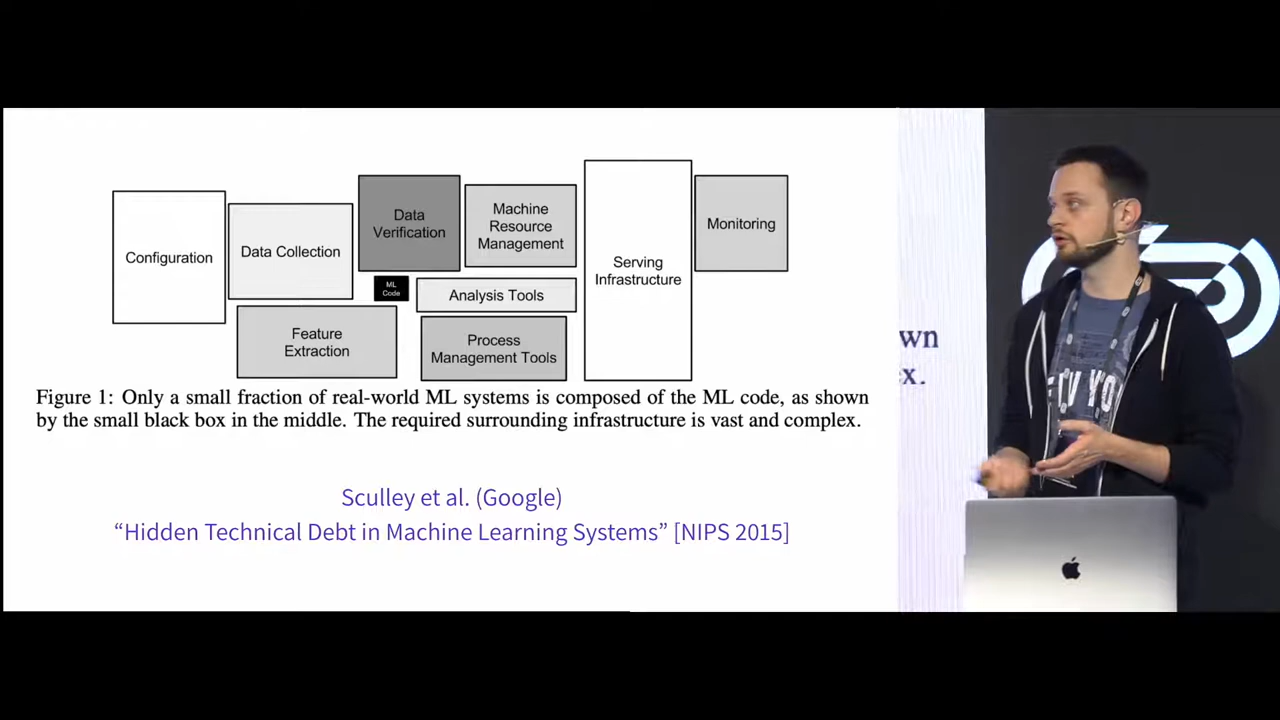 Configuration
Data Collection
Data
Verification
Machine
Resource
Management
Serving
Infrastructure
Monitoring
ML
Code
Analysis Tools
Feature
Extraction
Process
Management Tools
Figure 1: Only a small fraction of real-world ML systems is composed of the ML code, as shown
by the small black box in the middle. The required surrounding infrastructure is vast and complex.
Sculley et al. (Google)
“Hidden Technical Debt in Machine Learning Systems” [NIPS 2015]
wn
ex.